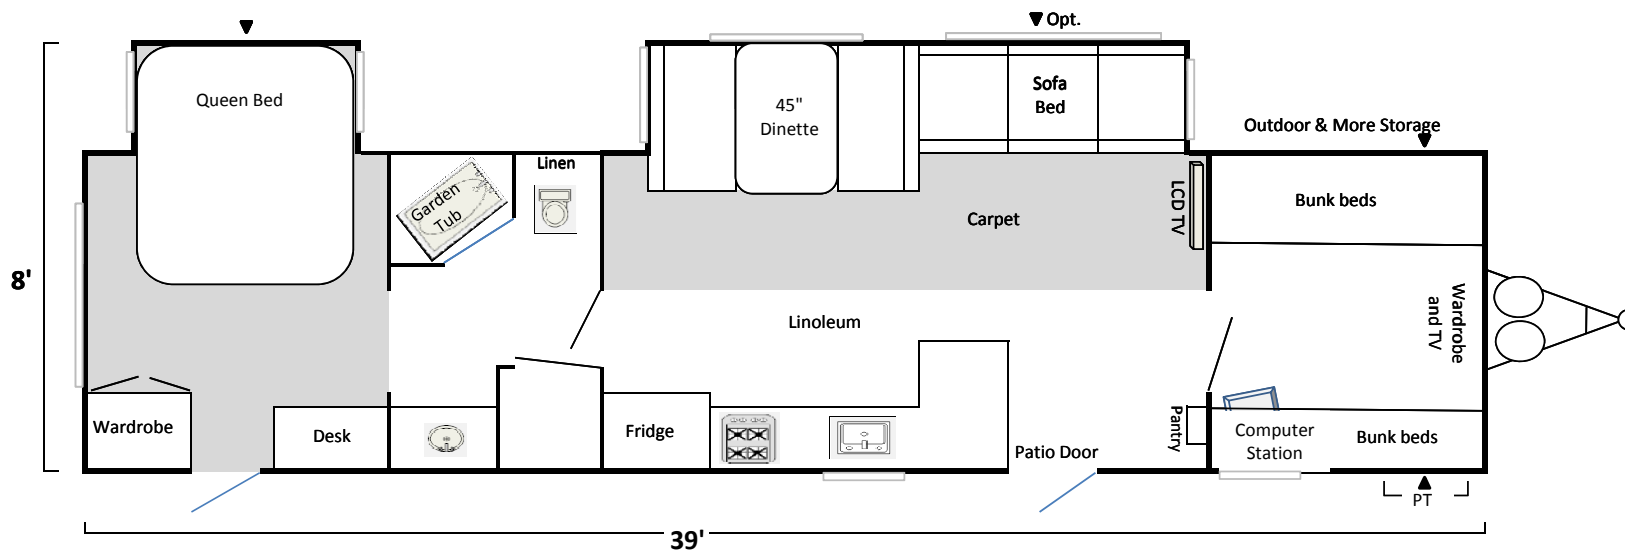 Opt.
Queen Bed
45"
Dinette
Sofa
Bed
Outdoor & More Storage
Linen
Garden
Tub
Carpet
LCD TV
Bunk beds
8'
Linoleum
Wardrobe
and TV
Wardrobe
Desk
Fridge
Patio Door
Pantry
Computer
Station
Bunk beds
PT
39'